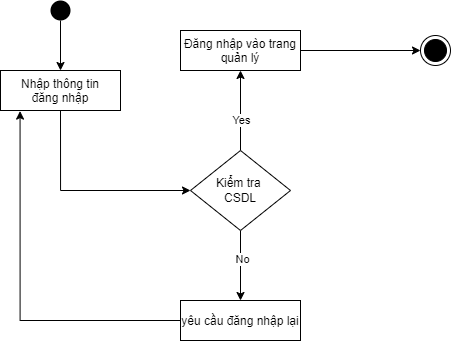 Đăng nhập vào trang
quản lý
Nhập thông tin
đăng nhập
Yes
Kiểm tra
CSDL
No
yêu cầu đăng nhập lại